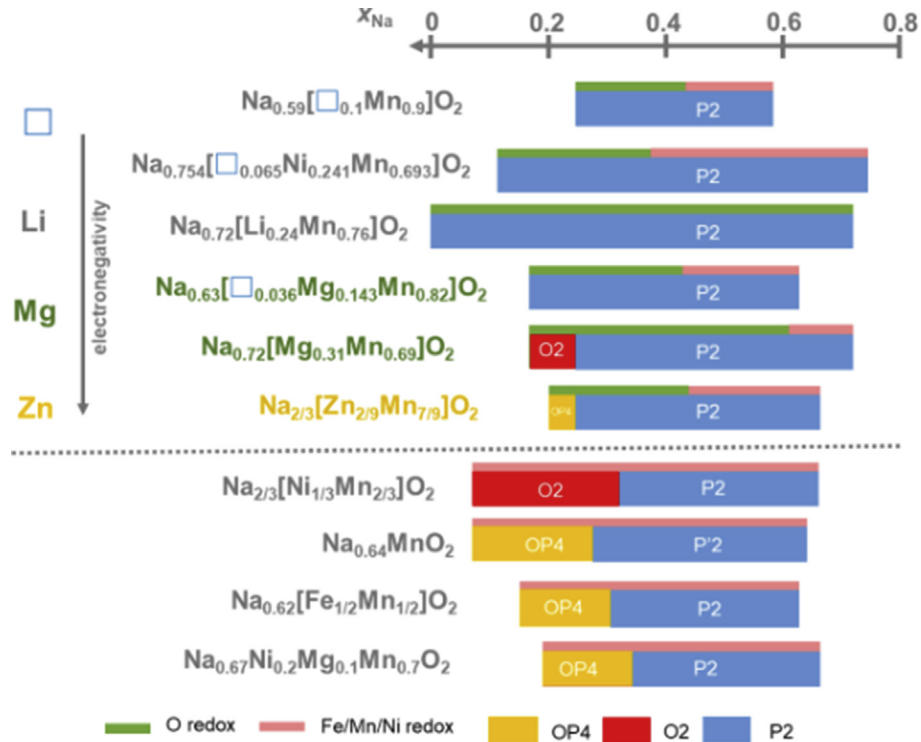 xNa 0 0.2 0.4 0.6 0.8
Na0.59[□0.1Mn0.9]O2 P2
□
Na0.754[□0.065Ni0.241Mn0.693]O2 P2
electronegativity
Li
Na0.72[Li0.24Mn0.76]O2 P2
Na0.63[□0.036Mg0.143Mn0.82]O2 P2
Mg
Na0.72[Mg0.31Mn0.69]O2 O2 P2
Zn Na2/3[Zn2/9Mn7/9]O2 OP4 P2
Na2/3[Ni1/3Mn2/3]O2 O2 P2
Na0.64MnO2 OP4 P'2
Na0.62[Fe1/2Mn1/2]O2 OP4 P2
Na0.67Ni0.2Mg0.1Mn0.7O2 OP4 P2
O redox Fe/Mn/Ni redox OP4 O2 P2